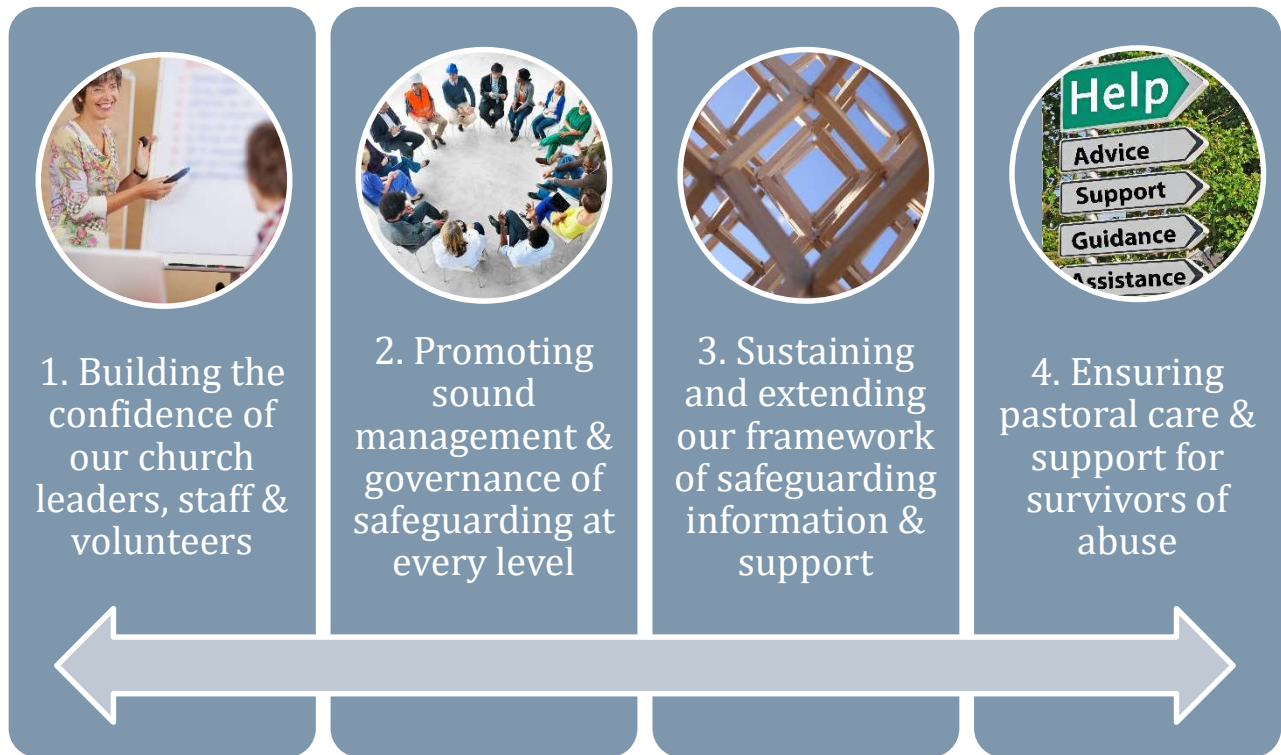 Help
Advice
Support
Guidance
Assistance
1. Building the
confidence of
our church
leaders, staff &
volunteers
2. Promoting
sound
management &
governance of
safeguarding at
every level
3. Sustaining
and extending
our framework
of safeguarding
information &
support
4. Ensuring
pastoral care &
support for
survivors of
abuse